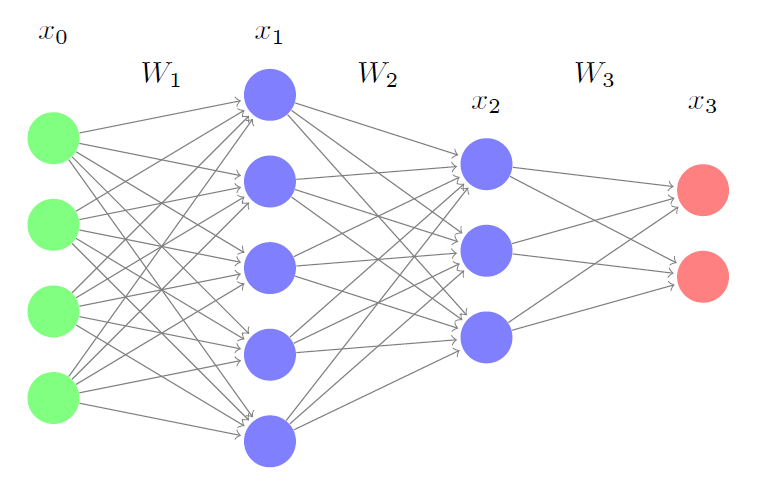 x₀ x₁
W₁ W₂ W₃
x₂ x₃